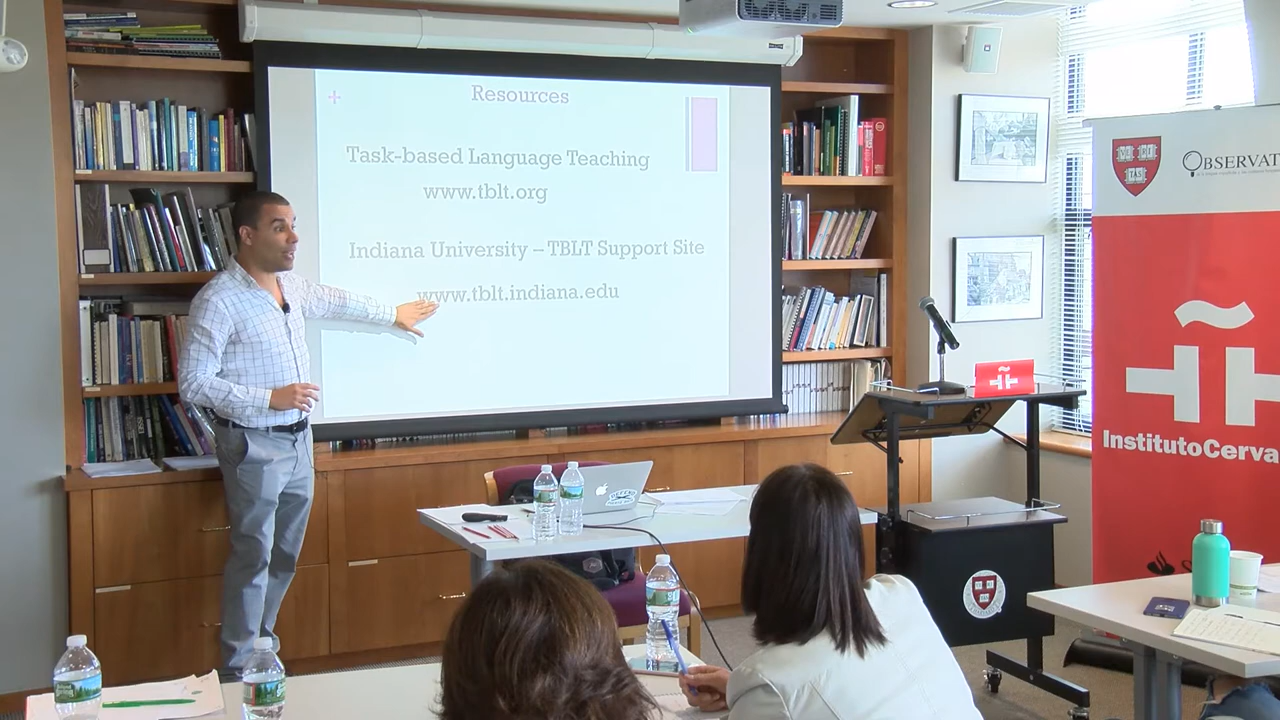 Resources
Task-based Language Teaching
www.tblt.org
Indiana University – TBLT Support Site
www.tblt.indiana.edu
OBSERVAT
InstitutoCerva